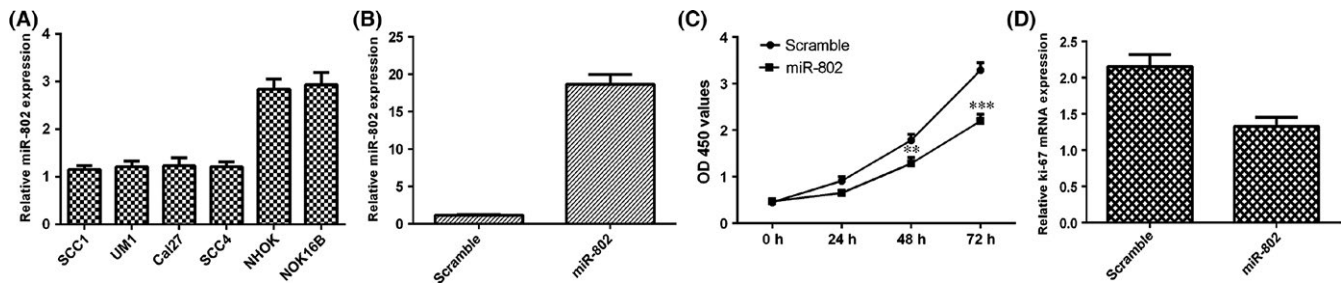 (A)
Relative miR-802 expression
4
3
2
1
0
SCC1
UM1
Cal27
SCC4
NHOK
NOK16B
(B)
Relative miR-802 expression
25
20
15
10
5
0
Scramble
miR-802
(C)
OD 450 values
4
3
2
1
0
Scramble
miR-802
**
***
0 h
24 h
48 h
72 h
(D)
Relative ki-67 mRNA expression
2.5
2.0
1.5
1.0
0.5
0.0
Scramble
miR-802